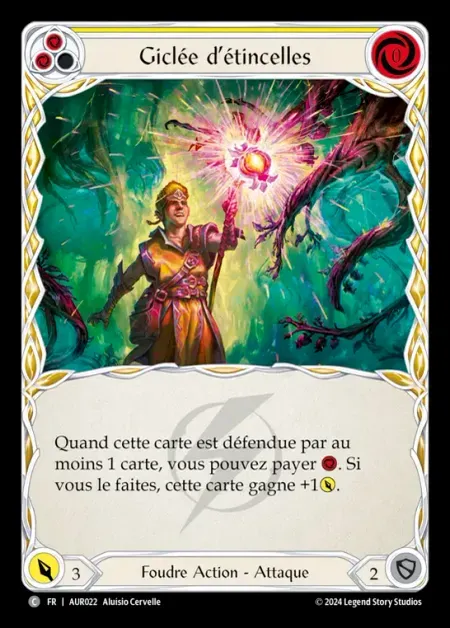 Giclée d'étincelles
0
Quand cette carte est défendue par au
moins 1 carte, vous pouvez payer . Si
vous le faites, cette carte gagne +1.
3
Foudre Action - Attaque
2
C FR | AUR022 Aluisio Cervelle
© 2024 Legend Story Studios